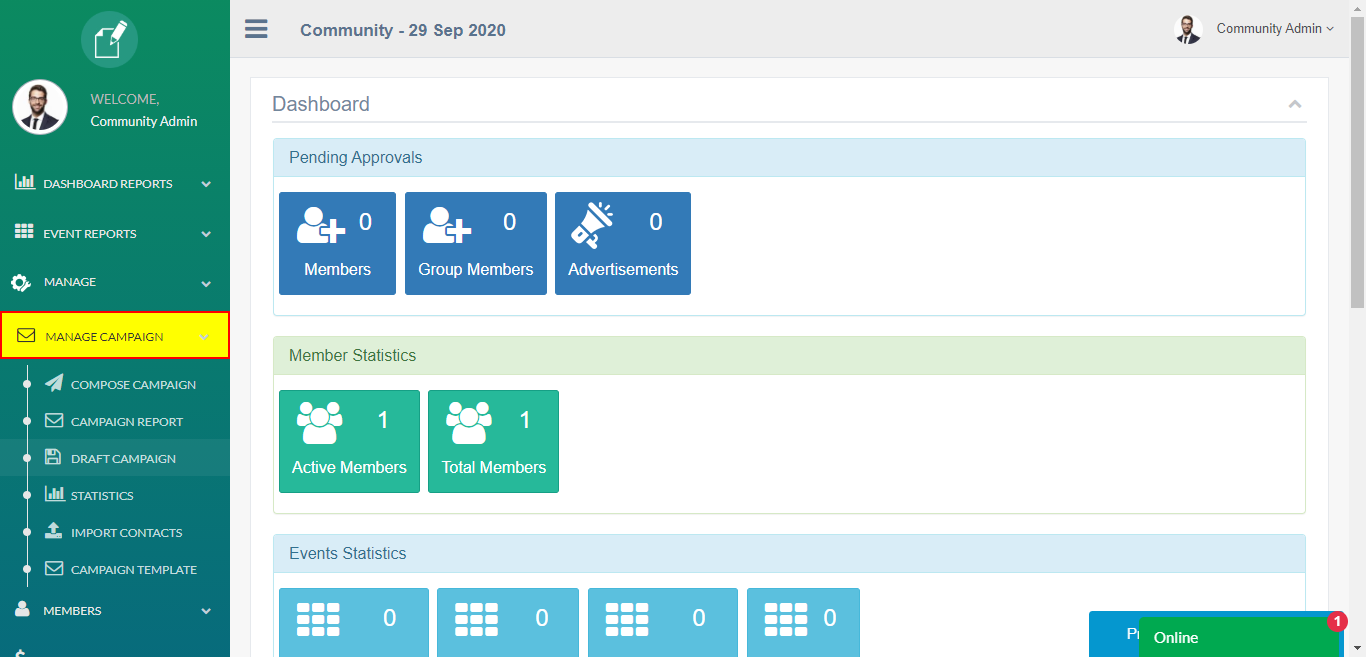 Community - 29 Sep 2020
Community Admin
WELCOME,
Community Admin
DASHBOARD REPORTS
EVENT REPORTS
MANAGE
MANAGE CAMPAIGN
COMPOSE CAMPAIGN
CAMPAIGN REPORT
DRAFT CAMPAIGN
STATISTICS
IMPORT CONTACTS
CAMPAIGN TEMPLATE
MEMBERS
Dashboard
Pending Approvals
0
Members
0
Group Members
0
Advertisements
Member Statistics
1
Active Members
1
Total Members
Events Statistics
0
0
0
0
Online
1